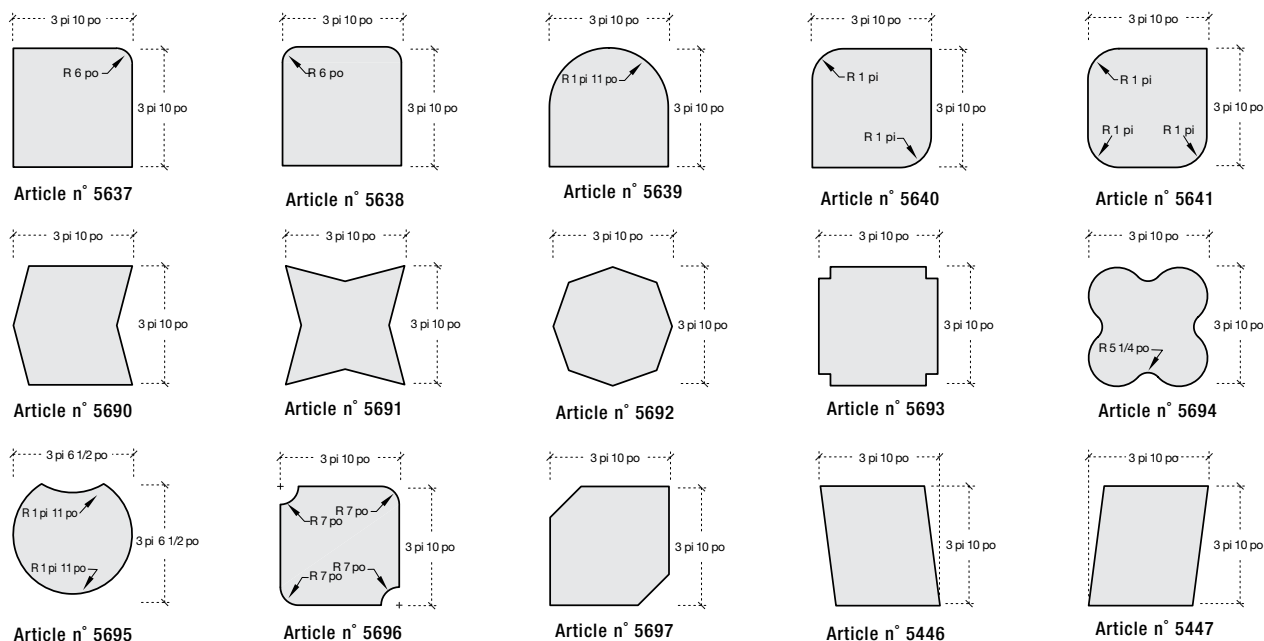 3 pi 10 po
3 pi 10 po
3 pi 10 po
3 pi 10 po
3 pi 10 po
R 6 po
3 pi 10 po
R 6 po
3 pi 10 po
R 1 pi 11 po
3 pi 10 po
R 1 pi
R 1 pi
3 pi 10 po
R 1 pi
R 1 pi
R 1 pi
3 pi 10 po
Article n° 5637
Article n° 5638
Article n° 5639
Article n° 5640
Article n° 5641
3 pi 10 po
3 pi 10 po
3 pi 10 po
3 pi 10 po
3 pi 10 po
3 pi 10 po
3 pi 10 po
3 pi 10 po
3 pi 10 po
R 5 1/4 po
3 pi 10 po
Article n° 5690
Article n° 5691
Article n° 5692
Article n° 5693
Article n° 5694
3 pi 6 1/2 po
3 pi 10 po
3 pi 10 po
3 pi 10 po
3 pi 10 po
R 1 pi 11 po
R 1 pi 11 po
3 pi 6 1/2 po
R 7 po
R 7 po
R 7 po
R 7 po
3 pi 10 po
3 pi 10 po
3 pi 10 po
3 pi 10 po
Article n° 5695
Article n° 5696
Article n° 5697
Article n° 5446
Article n° 5447